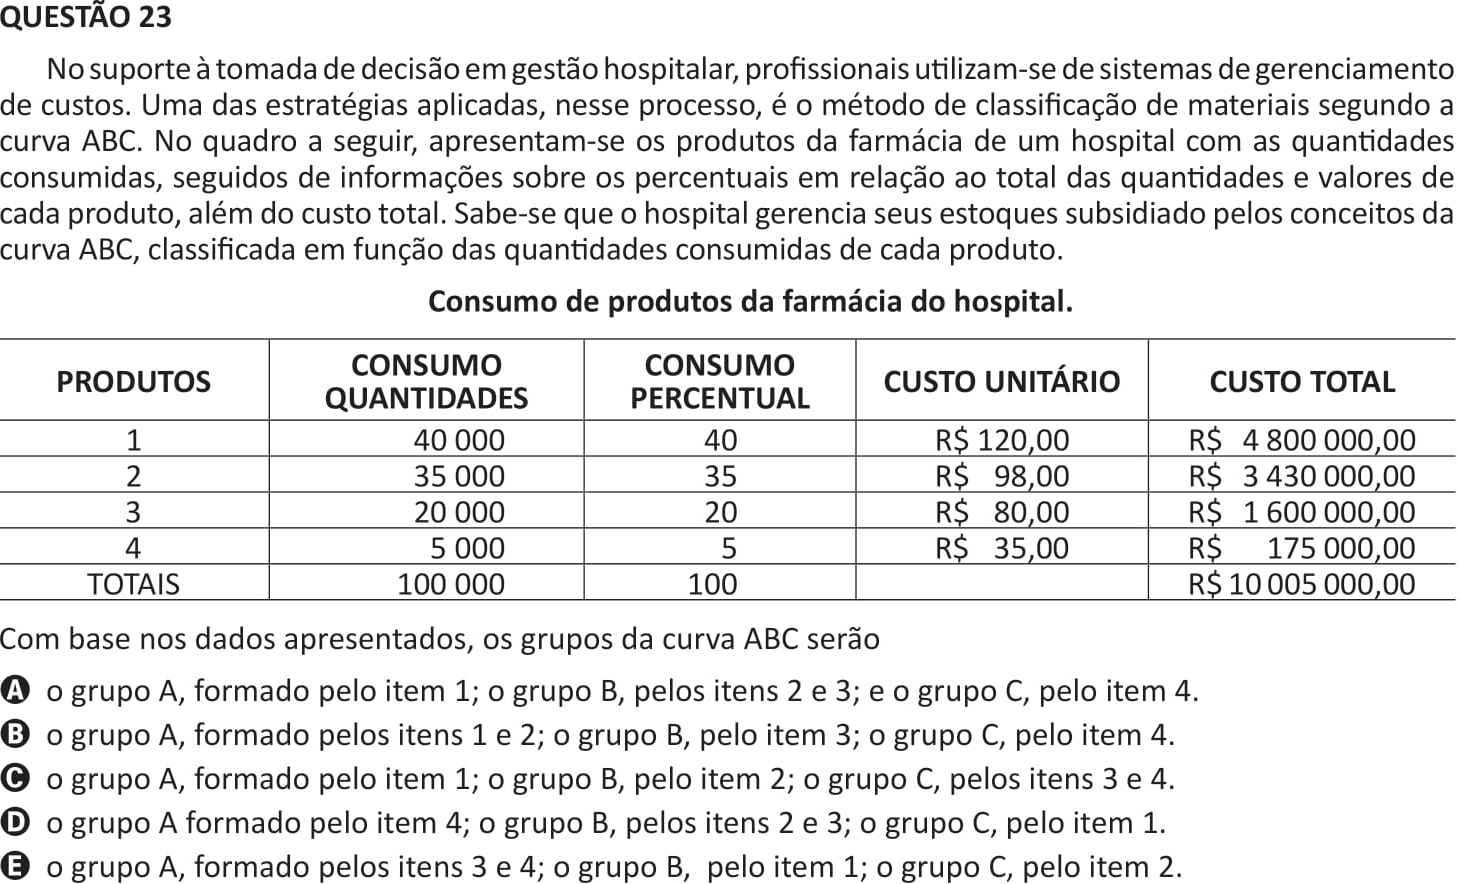 QUESTÃO 23
No suporte à tomada de decisão em gestão hospitalar, profissionais utilizam-se de sistemas de gerenciamento
de custos. Uma das estratégias aplicadas, nesse processo, é o método de classificação de materiais segundo a
curva ABC. No quadro a seguir, apresentam-se os produtos da farmácia de um hospital com as quantidades
consumidas, seguidos de informações sobre os percentuais em relação ao total das quantidades e valores de
cada produto, além do custo total. Sabe-se que o hospital gerencia seus estoques subsidiado pelos conceitos da
curva ABC, classificada em função das quantidades consumidas de cada produto.
Consumo de produtos da farmácia do hospital.
PRODUTOS CONSUMO QUANTIDADES CONSUMO PERCENTUAL CUSTO UNITÁRIO CUSTO TOTAL
1 40 000 40 R$ 120,00 R$ 4 800 000,00
2 35 000 35 R$ 98,00 R$ 3 430 000,00
3 20 000 20 R$ 80,00 R$ 1 600 000,00
4 5 000 5 R$ 35,00 R$ 175 000,00
TOTAIS 100 000 100 R$ 10 005 000,00
Com base nos dados apresentados, os grupos da curva ABC serão
A o grupo A, formado pelo item 1; o grupo B, pelos itens 2 e 3; e o grupo C, pelo item 4.
B o grupo A, formado pelos itens 1 e 2; o grupo B, pelo item 3; o grupo C, pelo item 4.
C o grupo A, formado pelo item 1; o grupo B, pelo item 2; o grupo C, pelos itens 3 e 4.
D o grupo A formado pelo item 4; o grupo B, pelos itens 2 e 3; o grupo C, pelo item 1.
E o grupo A, formado pelos itens 3 e 4; o grupo B, pelo item 1; o grupo C, pelo item 2.